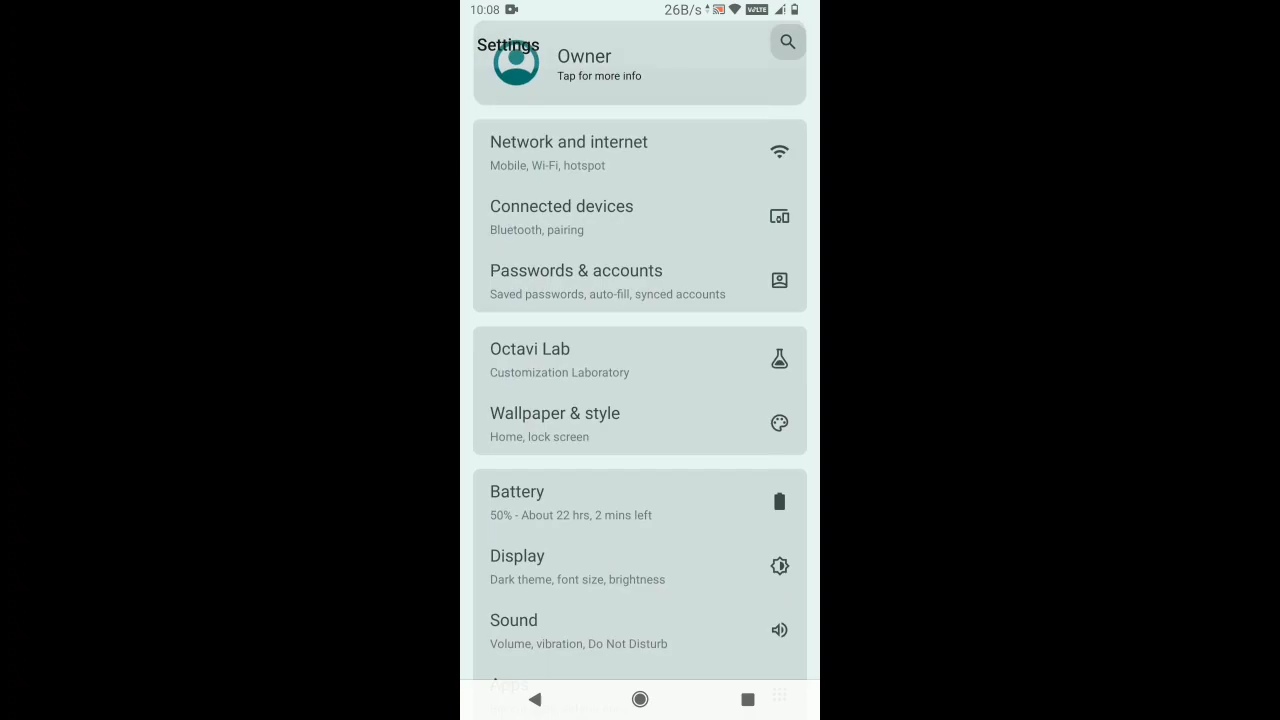 10:08
26B/s VoLTE
Settings
Owner
Tap for more info
Network and internet
Mobile, Wi-Fi, hotspot
Connected devices
Bluetooth, pairing
Passwords & accounts
Saved passwords, auto-fill, synced accounts
Octavi Lab
Customization Laboratory
Wallpaper & style
Home, lock screen
Battery
50% - About 22 hrs, 2 mins left
Display
Dark theme, font size, brightness
Sound
Volume, vibration, Do Not Disturb
Apps